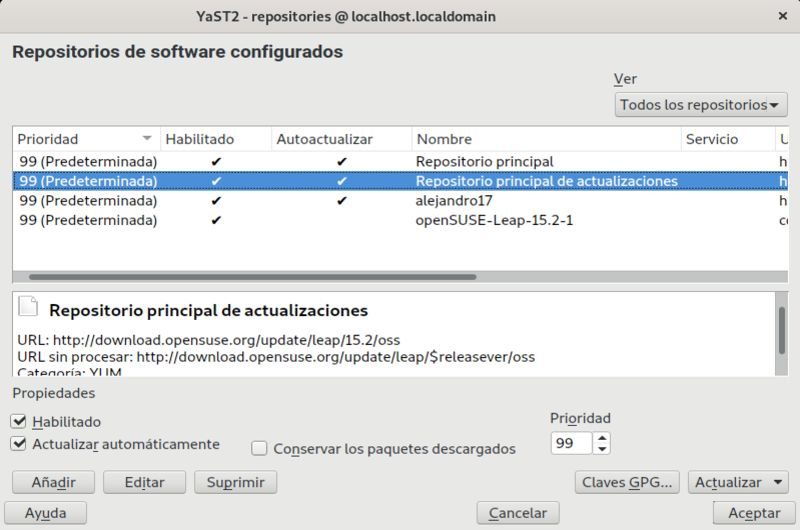 YaST2 - repositories @ localhost.localdomain
Repositorios de software configurados
Ver
Todos los repositorios
Prioridad Habilitado Autoactualizar Nombre Servicio U
99 (Predeterminada) ✔ ✔ Repositorio principal h
99 (Predeterminada) ✔ ✔ Repositorio principal de actualizaciones h
99 (Predeterminada) ✔ ✔ alejandro17 h
99 (Predeterminada) ✔ openSUSE-Leap-15.2-1 c
Repositorio principal de actualizaciones
URL: http://download.opensuse.org/update/leap/15.2/oss
URL sin procesar: http://download.opensuse.org/update/leap/$releasever/oss
Categoría: YUM
Propiedades
Habilitado
Actualizar automáticamente
Conservar los paquetes descargados
Prioridad
99
Añadir Editar Suprimir Claves GPG... Actualizar
Ayuda Cancelar Aceptar